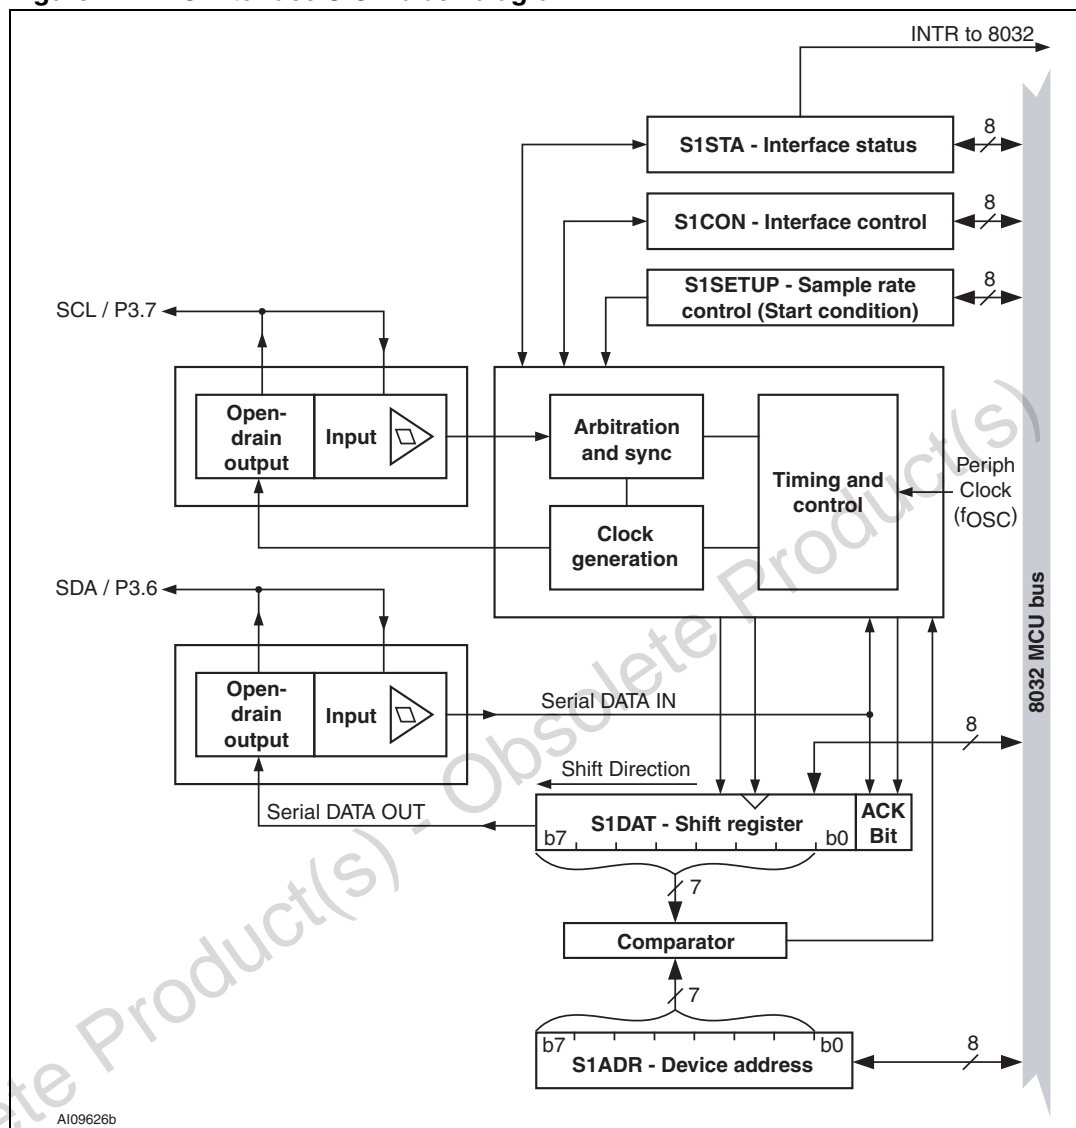 INTR to 8032
8
S1STA - Interface status
8
S1CON - Interface control
8
S1SETUP - Sample rate
control (Start condition)
SCL / P3.7
Open-
drain
output
Input
Arbitration
and sync
Timing and
control
Clock
generation
Periph
Clock
(fOSC)
SDA / P3.6
Open-
drain
output
Input
Serial DATA IN
8
8032 MCU bus
Shift Direction
Serial DATA OUT
S1DAT - Shift register
b7
b0
ACK
Bit
7
Comparator
7
b7
b0
S1ADR - Device address
8
AI09626b
Obsolete Product(s)
ete Product(s) -